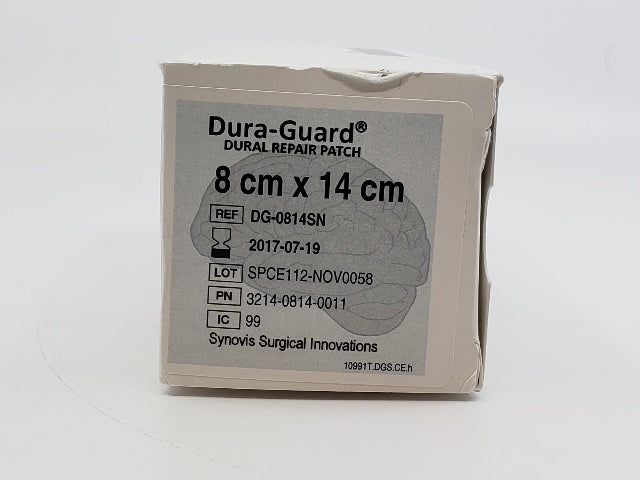 Dura-Guard®
DURAL REPAIR PATCH
8 cm x 14 cm
REF DG-0814SN
2017-07-19
LOT SPCE112-NOV0058
PN 3214-0814-0011
IC 99
Synovis Surgical Innovations
10991T.DGS.CE.h